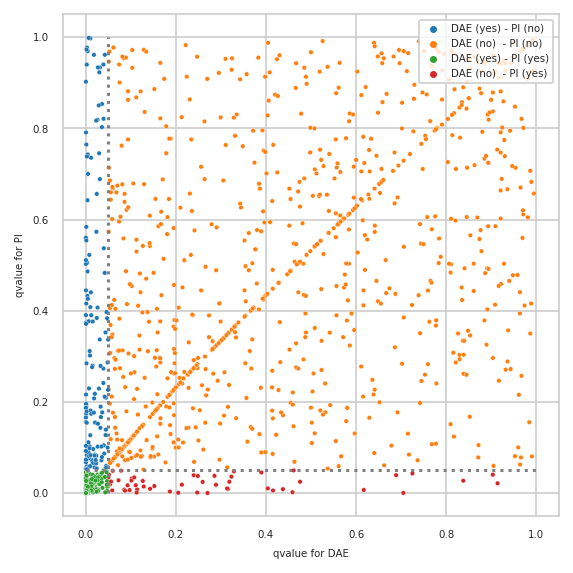 DAE (yes) - PI (no)
DAE (no) - PI (no)
DAE (yes) - PI (yes)
DAE (no) - PI (yes)
1.0
0.8
0.6
0.4
0.2
0.0
qvalue for PI
0.0 0.2 0.4 0.6 0.8 1.0
qvalue for DAE